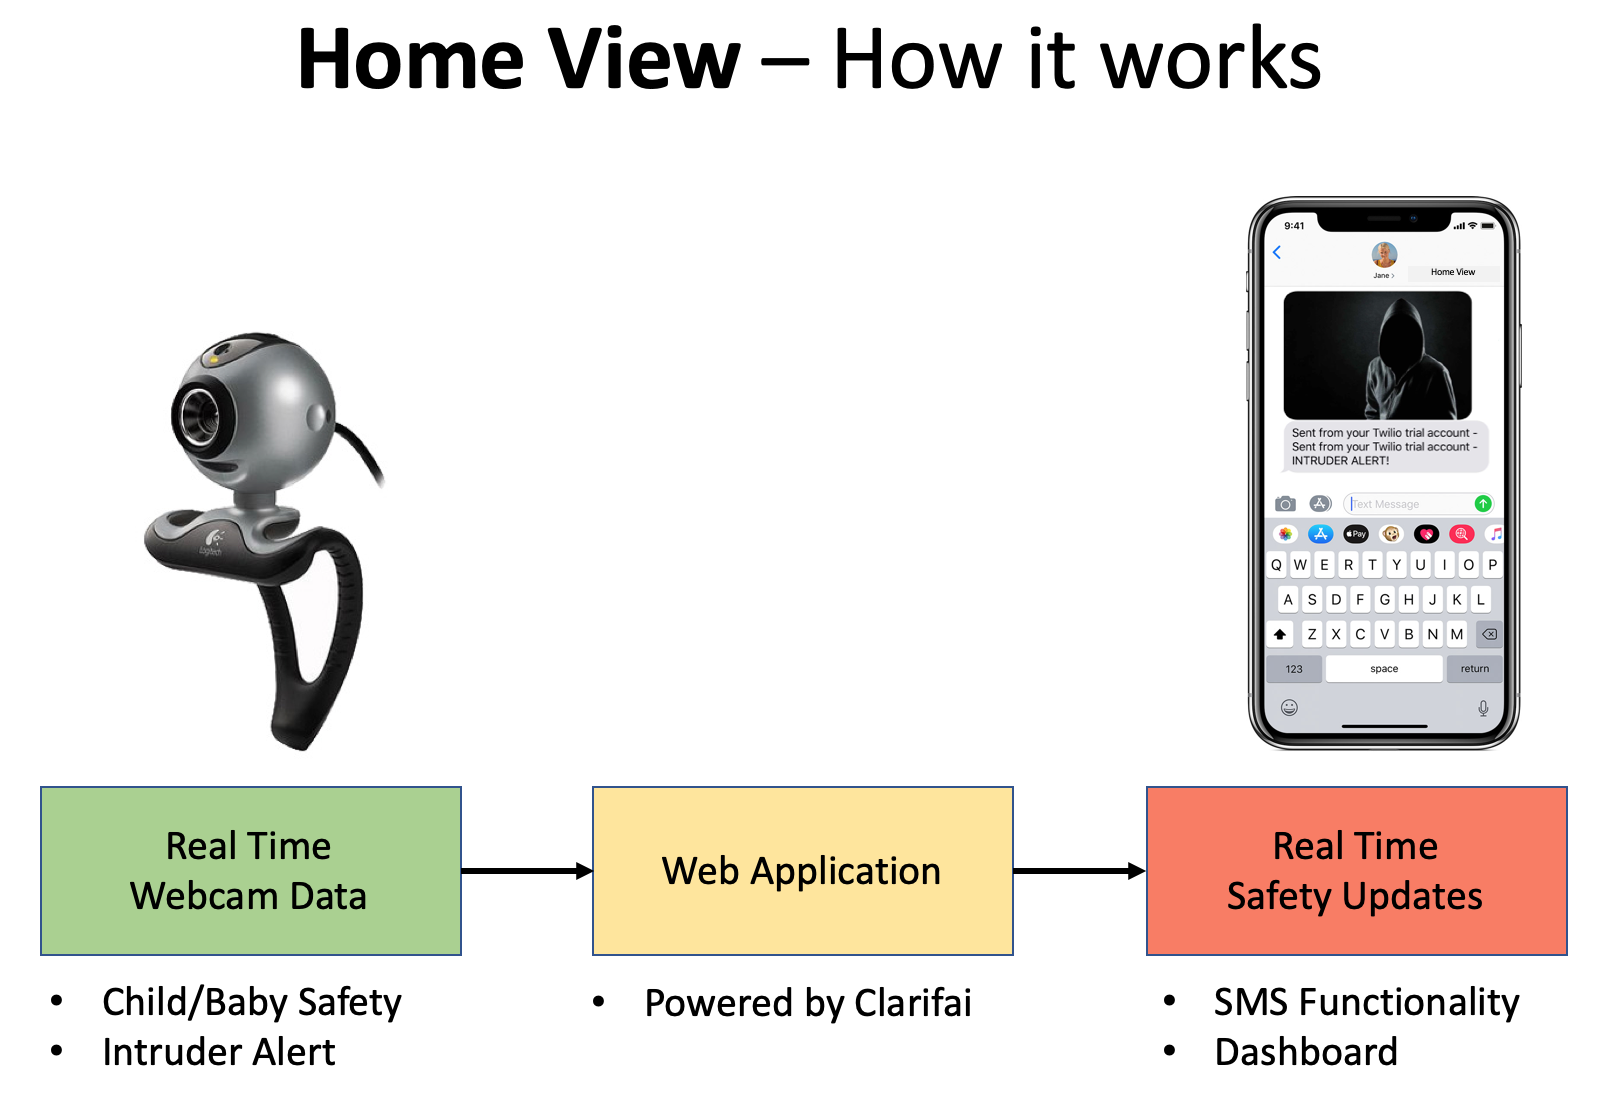 Home View – How it works
9:41
Jane >
Home View
Sent from your Twilio trial account -
Sent from your Twilio trial account -
INTRUDER ALERT!
Text Message
Pay
Q W E R T Y U I O P
A S D F G H J K L
Z X C V B N M
123 space return
Logitech
Real Time
Webcam Data
Web Application
Real Time
Safety Updates
• Child/Baby Safety
• Intruder Alert
• Powered by Clarifai
• SMS Functionality
• Dashboard